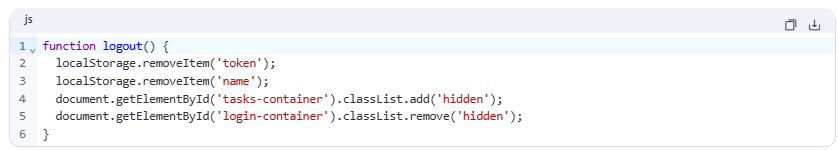 js
1 function logout() {
2 localStorage.removeItem('token');
3 localStorage.removeItem('name');
4 document.getElementById('tasks-container').classList.add('hidden');
5 document.getElementById('login-container').classList.remove('hidden');
6 }